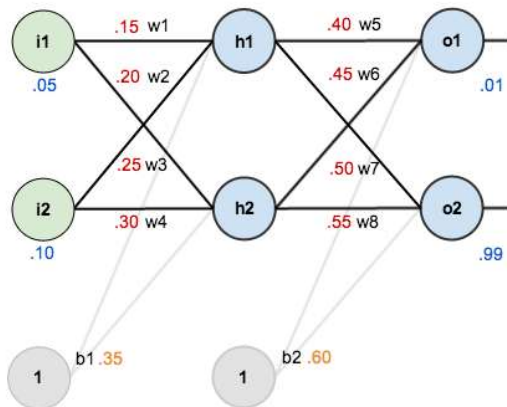 .15 w1 .40 w5
i1 h1 o1
.20 w2 .45 w6
.05 .01
.25 w3 .50 w7
i2 .30 w4 h2 .55 w8 o2
.10 .99
b1 .35 b2 .60
1 1